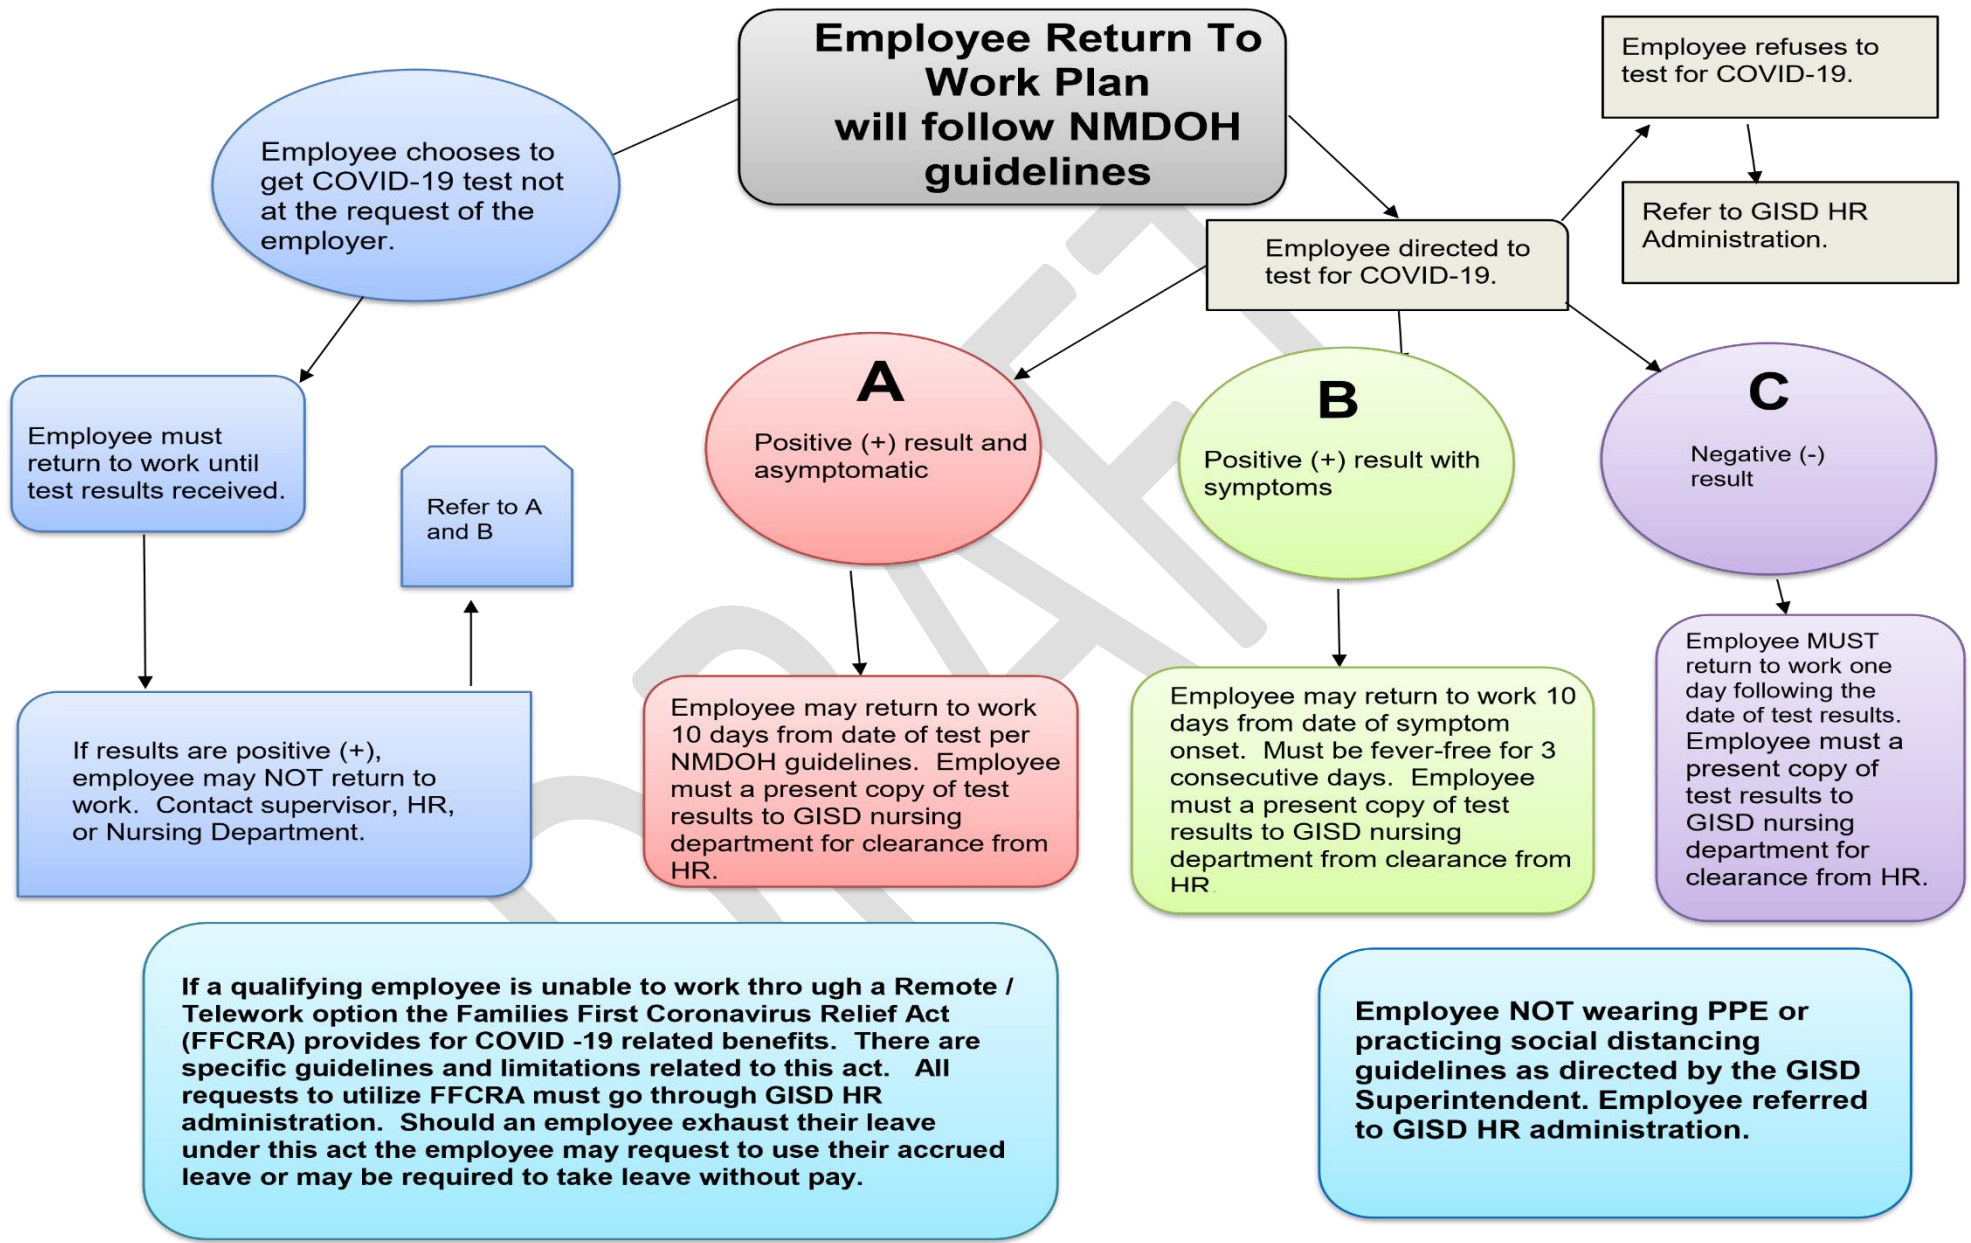 Employee Return To
Work Plan
will follow NMDOH
guidelines
Employee refuses to
test for COVID-19.
Refer to GISD HR
Administration.
Employee chooses to
get COVID-19 test not
at the request of the
employer.
Employee directed to
test for COVID-19.
Employee must
return to work until
test results received.
Refer to A
and B
If results are positive (+),
employee may NOT return to
work.  Contact supervisor, HR,
or Nursing Department.
A
Positive (+) result and
asymptomatic
B
Positive (+) result with
symptoms
C
Negative (-)
result
Employee may return to work
10 days from date of test per
NMDOH guidelines.  Employee
must a present copy of test
results to GISD nursing
department for clearance from
HR.
Employee may return to work 10
days from date of symptom
onset.  Must be fever-free for 3
consecutive days.  Employee
must a present copy of test
results to GISD nursing
department from clearance from
HR.
Employee MUST
return to work one
day following the
date of test results.
Employee must a
present copy of
test results to
GISD nursing
department for
clearance from HR.
If a qualifying employee is unable to work thro ugh a Remote /
Telework option the Families First Coronavirus Relief Act
(FFCRA) provides for COVID -19 related benefits.  There are
specific guidelines and limitations related to this act.   All
requests to utilize FFCRA must go through GISD HR
administration.  Should an employee exhaust their leave
under this act the employee may request to use their accrued
leave or may be required to take leave without pay.
Employee NOT wearing PPE or
practicing social distancing
guidelines as directed by the GISD
Superintendent. Employee referred
to GISD HR administration.
DRAFT